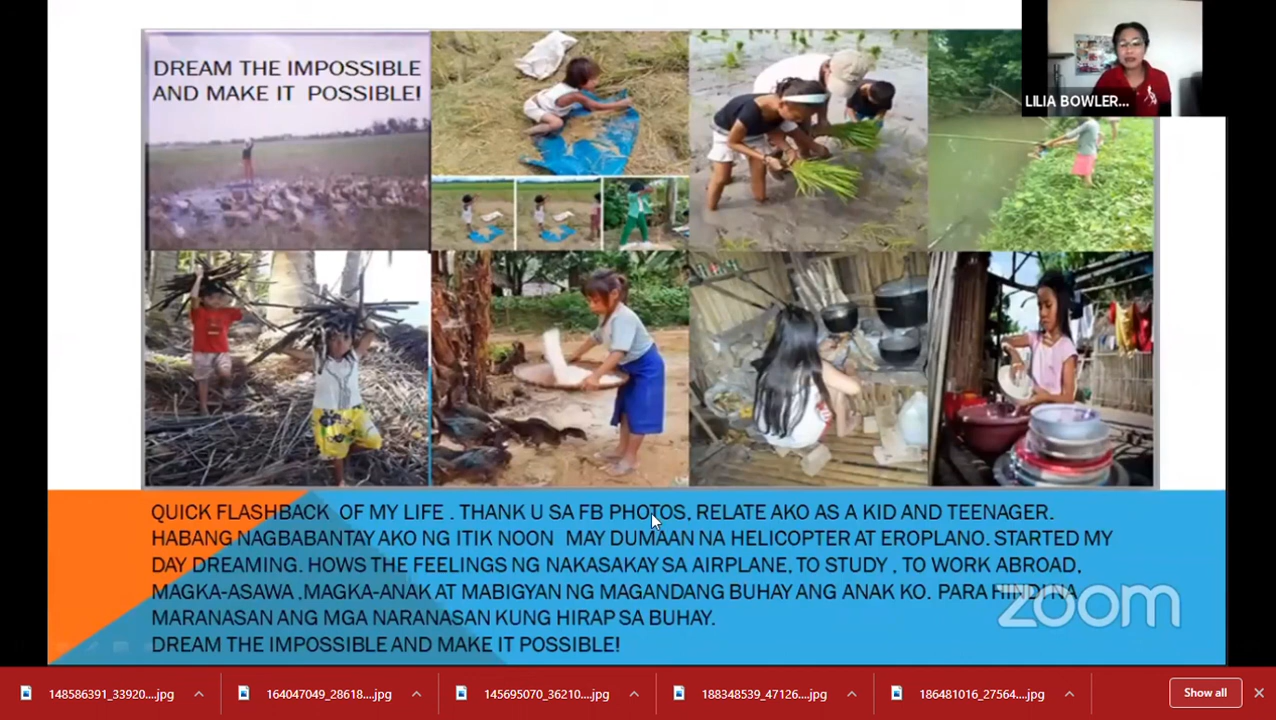 DREAM THE IMPOSSIBLE
AND MAKE IT POSSIBLE!
LILIA BOWLER...
QUICK FLASHBACK OF MY LIFE . THANK U SA FB PHOTOS, RELATE AKO AS A KID AND TEENAGER.
HABANG NAGBABANTAY AKO NG ITIK NOON MAY DUMAAN NA HELICOPTER AT EROPLANO. STARTED MY
DAY DREAMING. HOWS THE FEELINGS NG NAKASAKAY SA AIRPLANE, TO STUDY , TO WORK ABROAD,
MAGKA-ASAWA ,MAGKA-ANAK AT MABIGYAN NG MAGANDANG BUHAY ANG ANAK KO. PARA HINDI NA
MARANASAN ANG MGA NARANASAN KUNG HIRAP SA BUHAY.
DREAM THE IMPOSSIBLE AND MAKE IT POSSIBLE!
zoom
148586391_33920....jpg
164047049_28618....jpg
145695070_36210....jpg
188348539_47126....jpg
186481016_27564....jpg
Show all